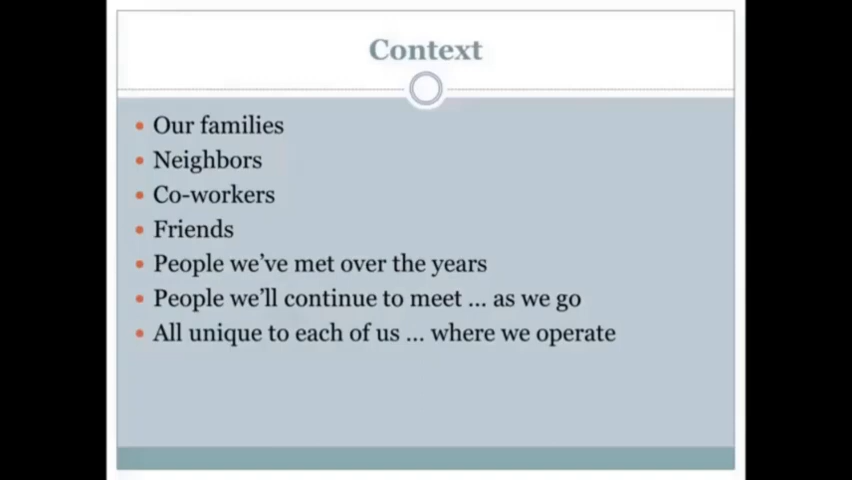 Context
• Our families
• Neighbors
• Co-workers
• Friends
• People we’ve met over the years
• People we’ll continue to meet ... as we go
• All unique to each of us ... where we operate